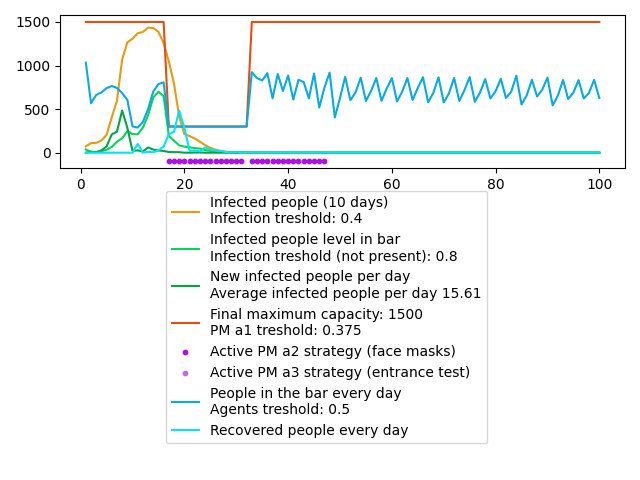 1500
1000
500
0
0 20 40 60 80 100
Infected people (10 days)
Infection treshold: 0.4
Infected people level in bar
Infection treshold (not present): 0.8
New infected people per day
Average infected people per day 15.61
Final maximum capacity: 1500
PM a1 treshold: 0.375
Active PM a2 strategy (face masks)
Active PM a3 strategy (entrance test)
People in the bar every day
Agents treshold: 0.5
Recovered people every day